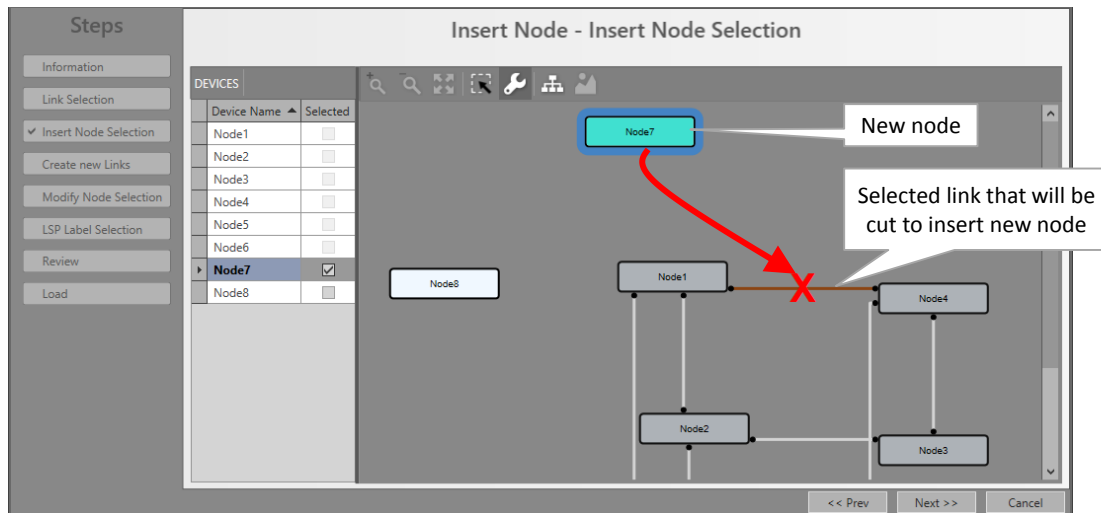 Steps
Insert Node - Insert Node Selection
Information
Link Selection
✔ Insert Node Selection
Create new Links
Modify Node Selection
LSP Label Selection
Review
Load
DEVICES
Device Name Selected
Node1
Node2
Node3
Node4
Node5
Node6
Node7
Node8
Node7
New node
Selected link that will be
cut to insert new node
Node8
Node1
X
Node4
Node2
Node3
<< Prev
Next >>
Cancel